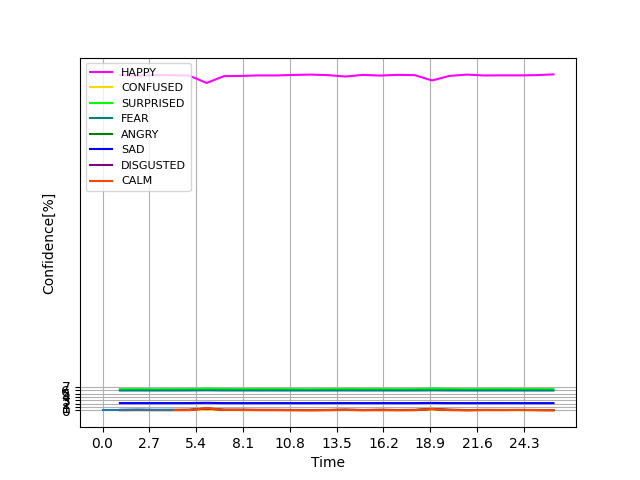 HAPPY
CONFUSED
SURPRISED
FEAR
ANGRY
SAD
DISGUSTED
CALM
Confidence[%]
7
0.0 2.7 5.4 8.1 10.8 13.5 16.2 18.9 21.6 24.3
Time